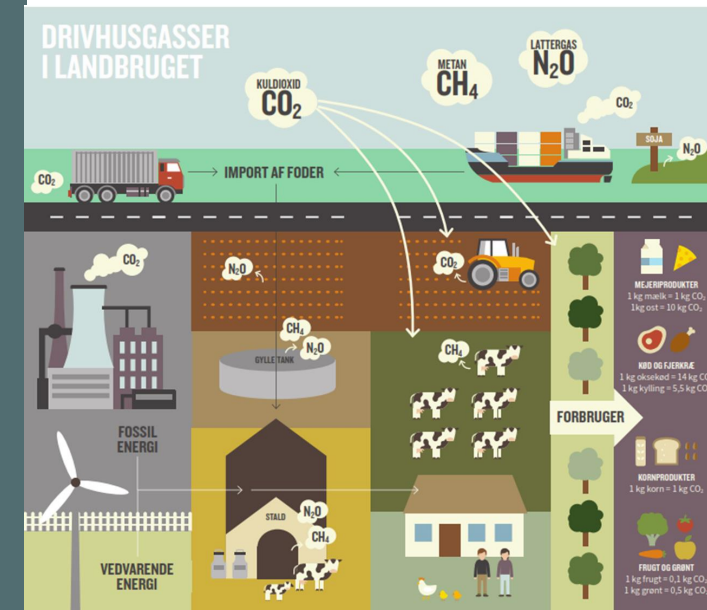 DRIVHUSGASSER
I LANDBRUGET
KULDIOXID
CO₂
METAN
CH₄
LATTERGAS
N₂O
CO₂
SOJA
N₂O
CO₂
IMPORT AF FODER
CO₂
N₂O
CO₂
CH₄
N₂O
GYLLETANK
CH₄
FOSSIL
ENERGI
VEDVARENDE
ENERGI
STALD
N₂O
CH₄
FORBRUGER
MEJERIPRODUKTER
1 kg mælk = 1 kg CO₂
1kg ost = 10 kg CO₂
KØD OG FJERKRÆ
1 kg oksekød = 14 kg CO
1 kg kylling = 5,5 kg CO
KORNPRODUKTER
1 kg korn = 1 kg CO₂
FRUGT OG GRØNT
1 kg frugt = 0,1 kg CO₂
1 kg grønt = 0,5 kg CO₂